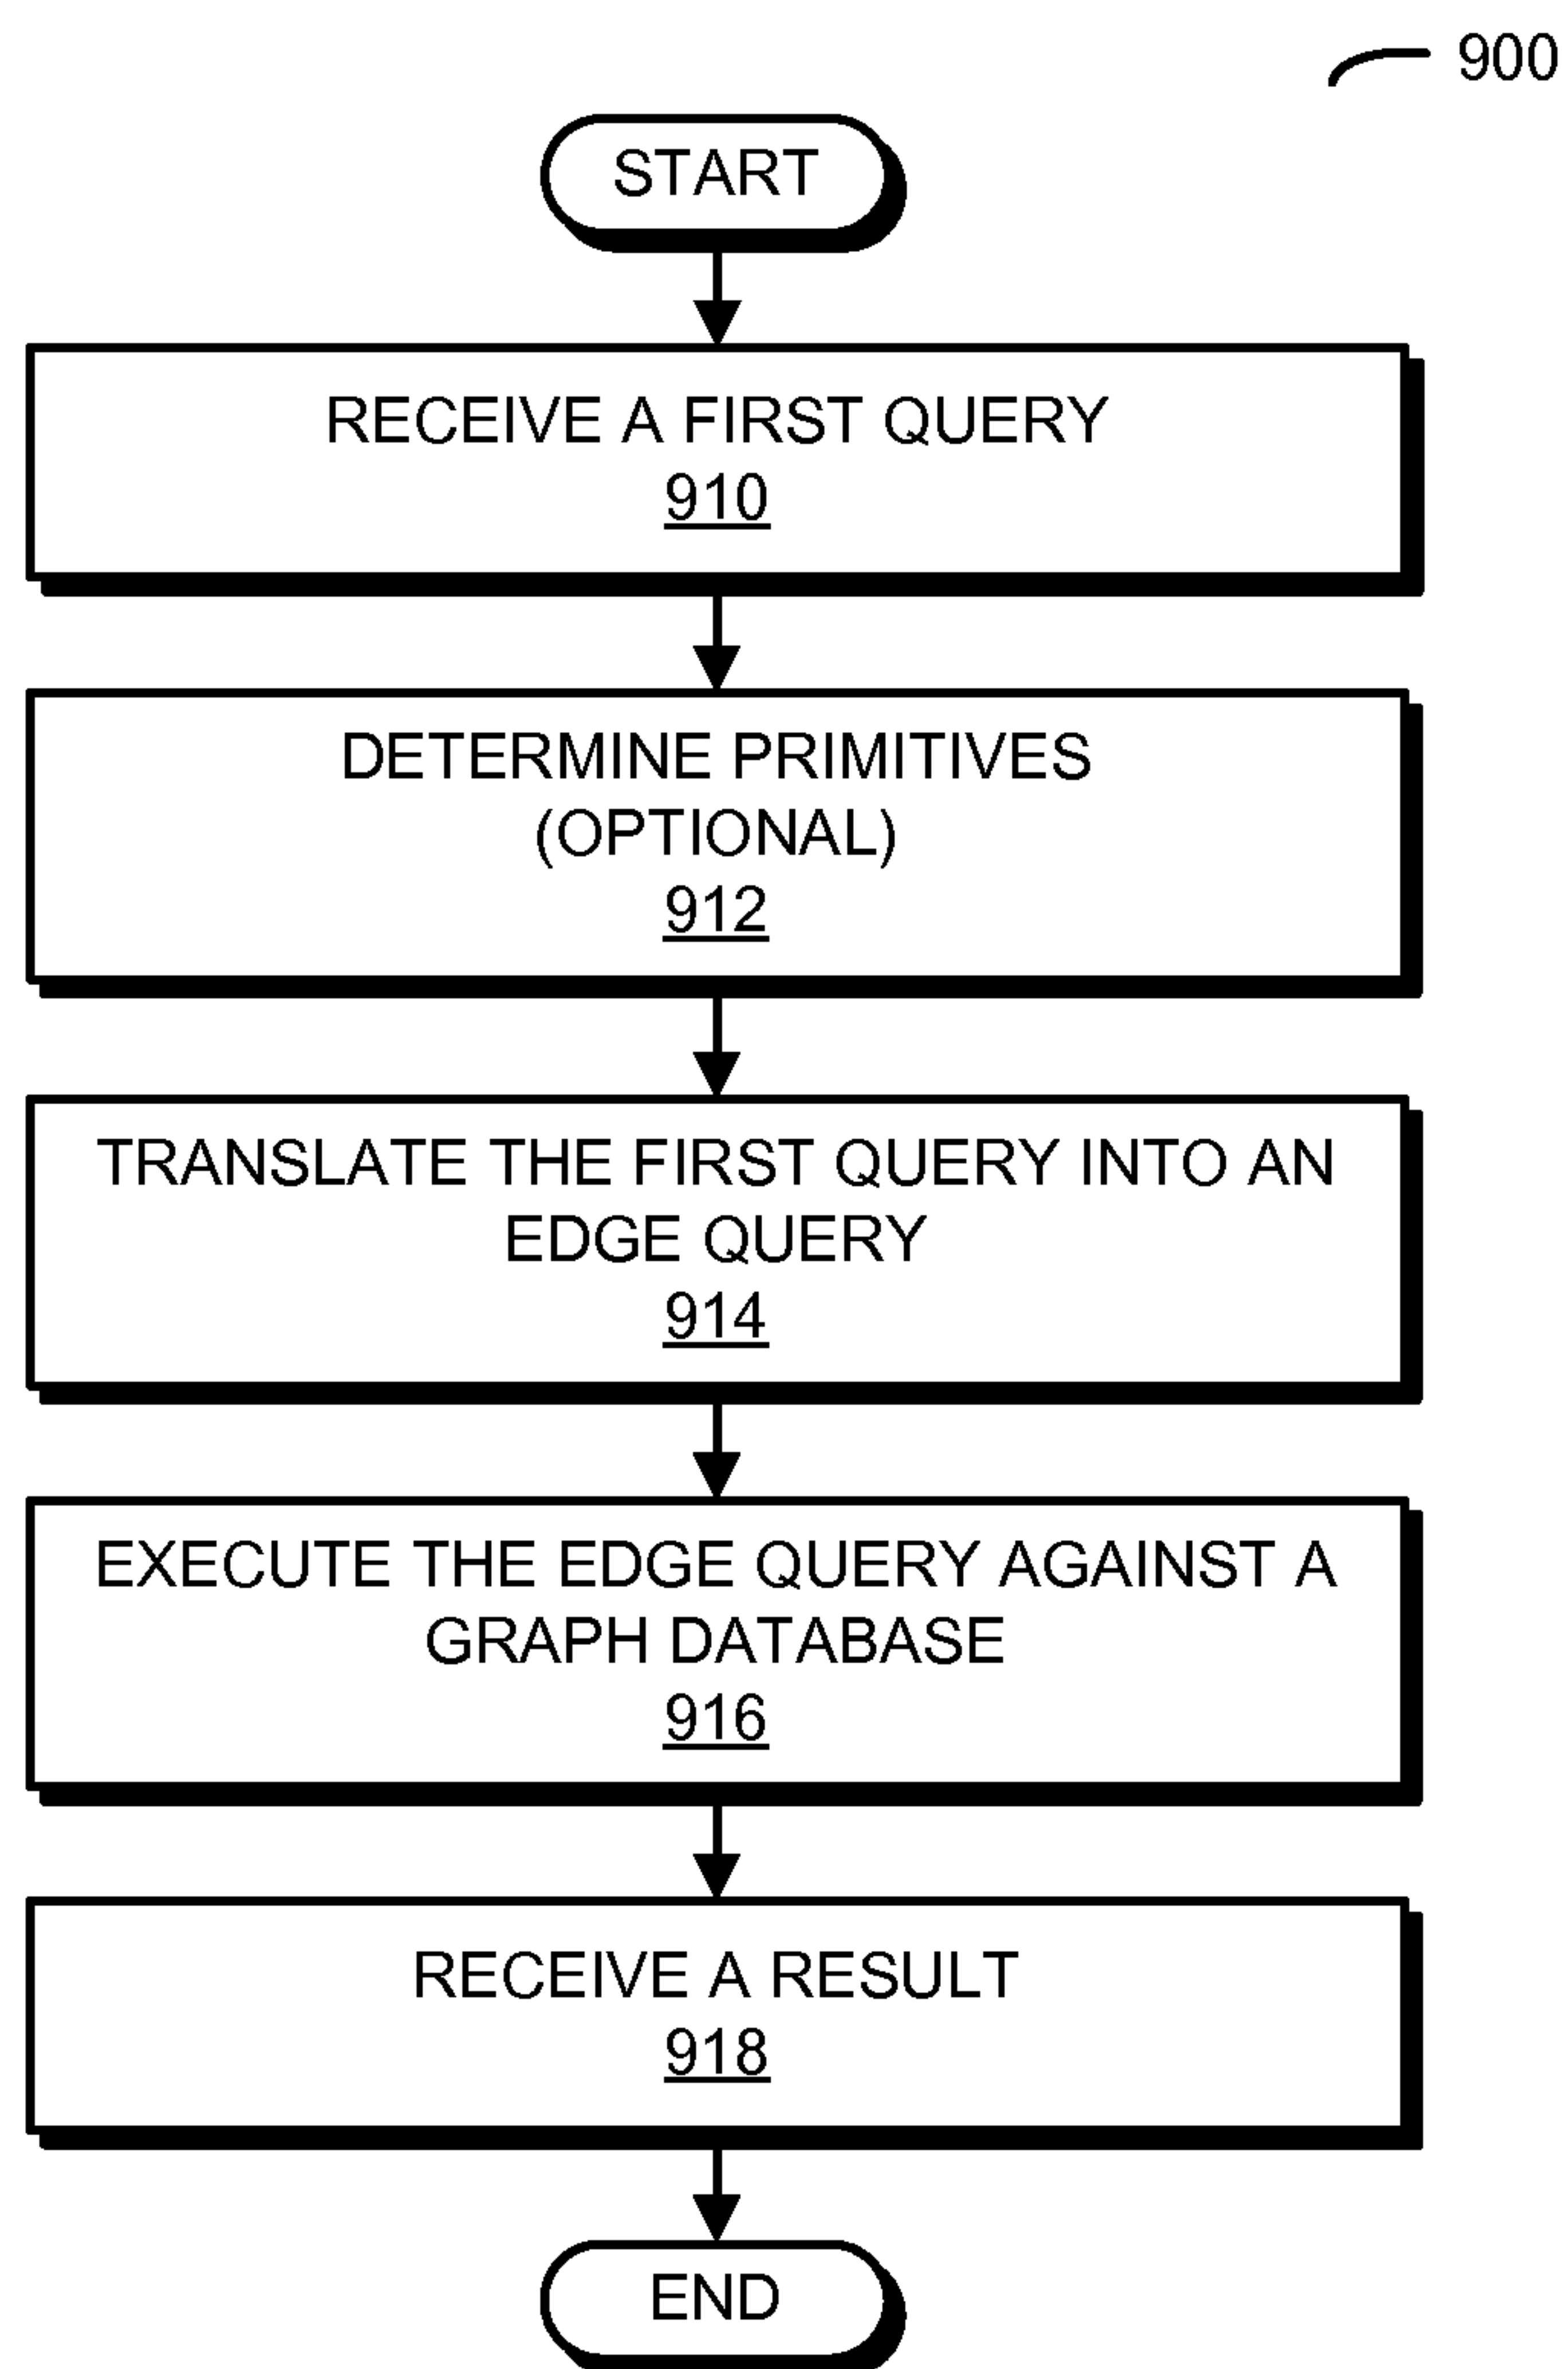 900
START
RECEIVE A FIRST QUERY
910
DETERMINE PRIMITIVES
(OPTIONAL)
912
TRANSLATE THE FIRST QUERY INTO AN
EDGE QUERY
914
EXECUTE THE EDGE QUERY AGAINST A
GRAPH DATABASE
916
RECEIVE A RESULT
918
END